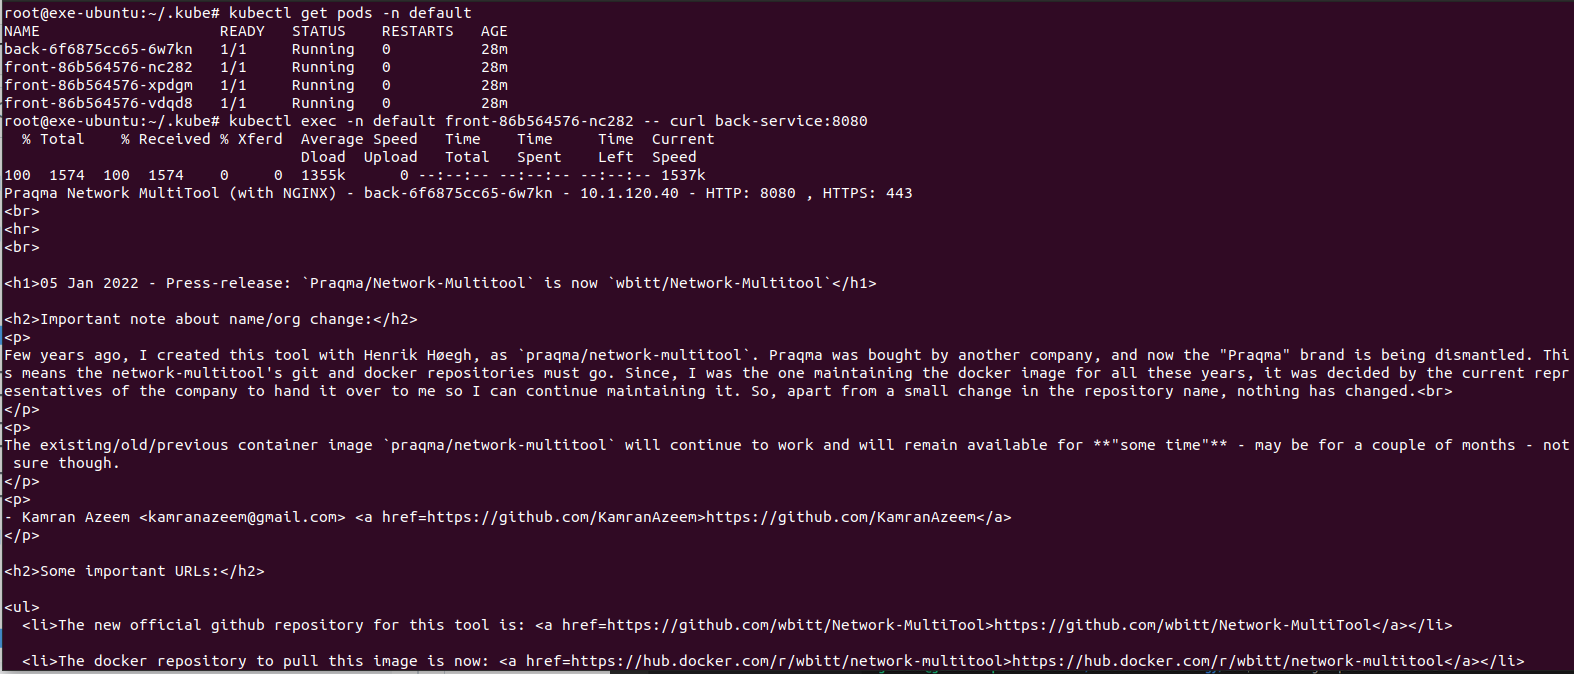 root@exe-ubuntu:~/.kube# kubectl get pods -n default
NAME                    READY   STATUS    RESTARTS   AGE
back-6f6875cc65-6w7kn   1/1     Running   0          28m
front-86b564576-nc282   1/1     Running   0          28m
front-86b564576-xpdgm   1/1     Running   0          28m
front-86b564576-vdqd8   1/1     Running   0          28m
root@exe-ubuntu:~/.kube# kubectl exec -n default front-86b564576-nc282 -- curl back-service:8080
  % Total    % Received % Xferd  Average Speed   Time    Time     Time  Current
                                 Dload  Upload   Total   Spent    Left  Speed
100  1574  100  1574    0     0  1355k      0 --:--:-- --:--:-- --:--:-- 1537k
Praqma Network MultiTool (with NGINX) - back-6f6875cc65-6w7kn - 10.1.120.40 - HTTP: 8080 , HTTPS: 443
<br>
<hr>
<br>
<h1>05 Jan 2022 - Press-release: `Praqma/Network-Multitool` is now `wbitt/Network-Multitool`</h1>
<h2>Important note about name/org change:</h2>
<p>
Few years ago, I created this tool with Henrik Høegh, as `praqma/network-multitool`. Praqma was bought by another company, and now the "Praqma" brand is being dismantled. Thi
s means the network-multitool's git and docker repositories must go. Since, I was the one maintaining the docker image for all these years, it was decided by the current repr
esentatives of the company to hand it over to me so I can continue maintaining it. So, apart from a small change in the repository name, nothing has changed.<br>
</p>
<p>
The existing/old/previous container image `praqma/network-multitool` will continue to work and will remain available for **"some time"** - may be for a couple of months - not
 sure though.
</p>
<p>
- Kamran Azeem <kamranazeem@gmail.com> <a href=https://github.com/KamranAzeem>https://github.com/KamranAzeem</a>
</p>
<h2>Some important URLs:</h2>
<ul>
  <li>The new official github repository for this tool is: <a href=https://github.com/wbitt/Network-MultiTool>https://github.com/wbitt/Network-MultiTool</a></li>
  <li>The docker repository to pull this image is now: <a href=https://hub.docker.com/r/wbitt/network-multitool>https://hub.docker.com/r/wbitt/network-multitool</a></li>